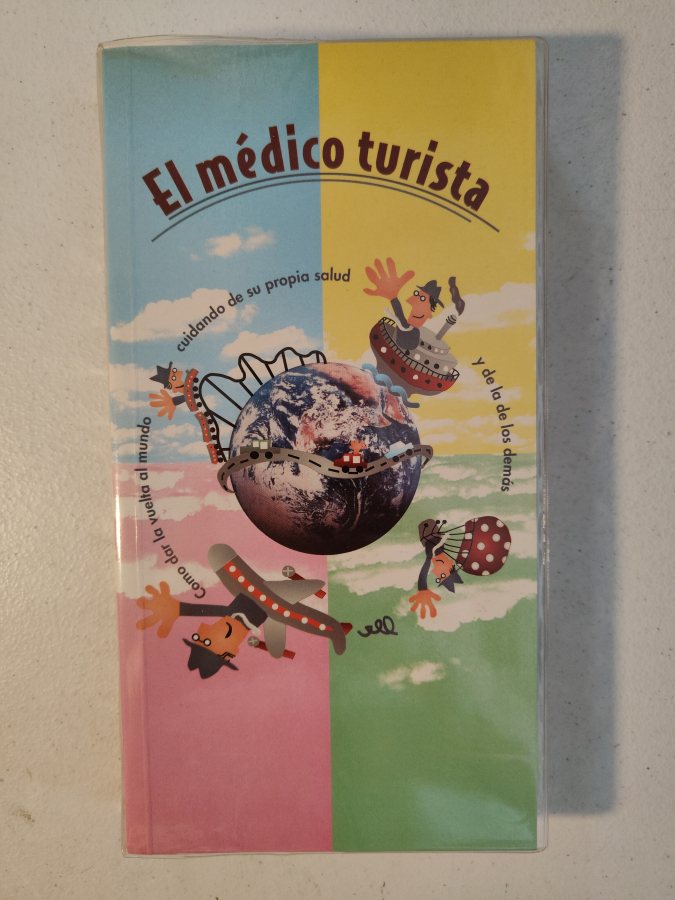 El médico turista
Como dar la vuelta al mundo
cuidando de su propia salud
y de la de los demás